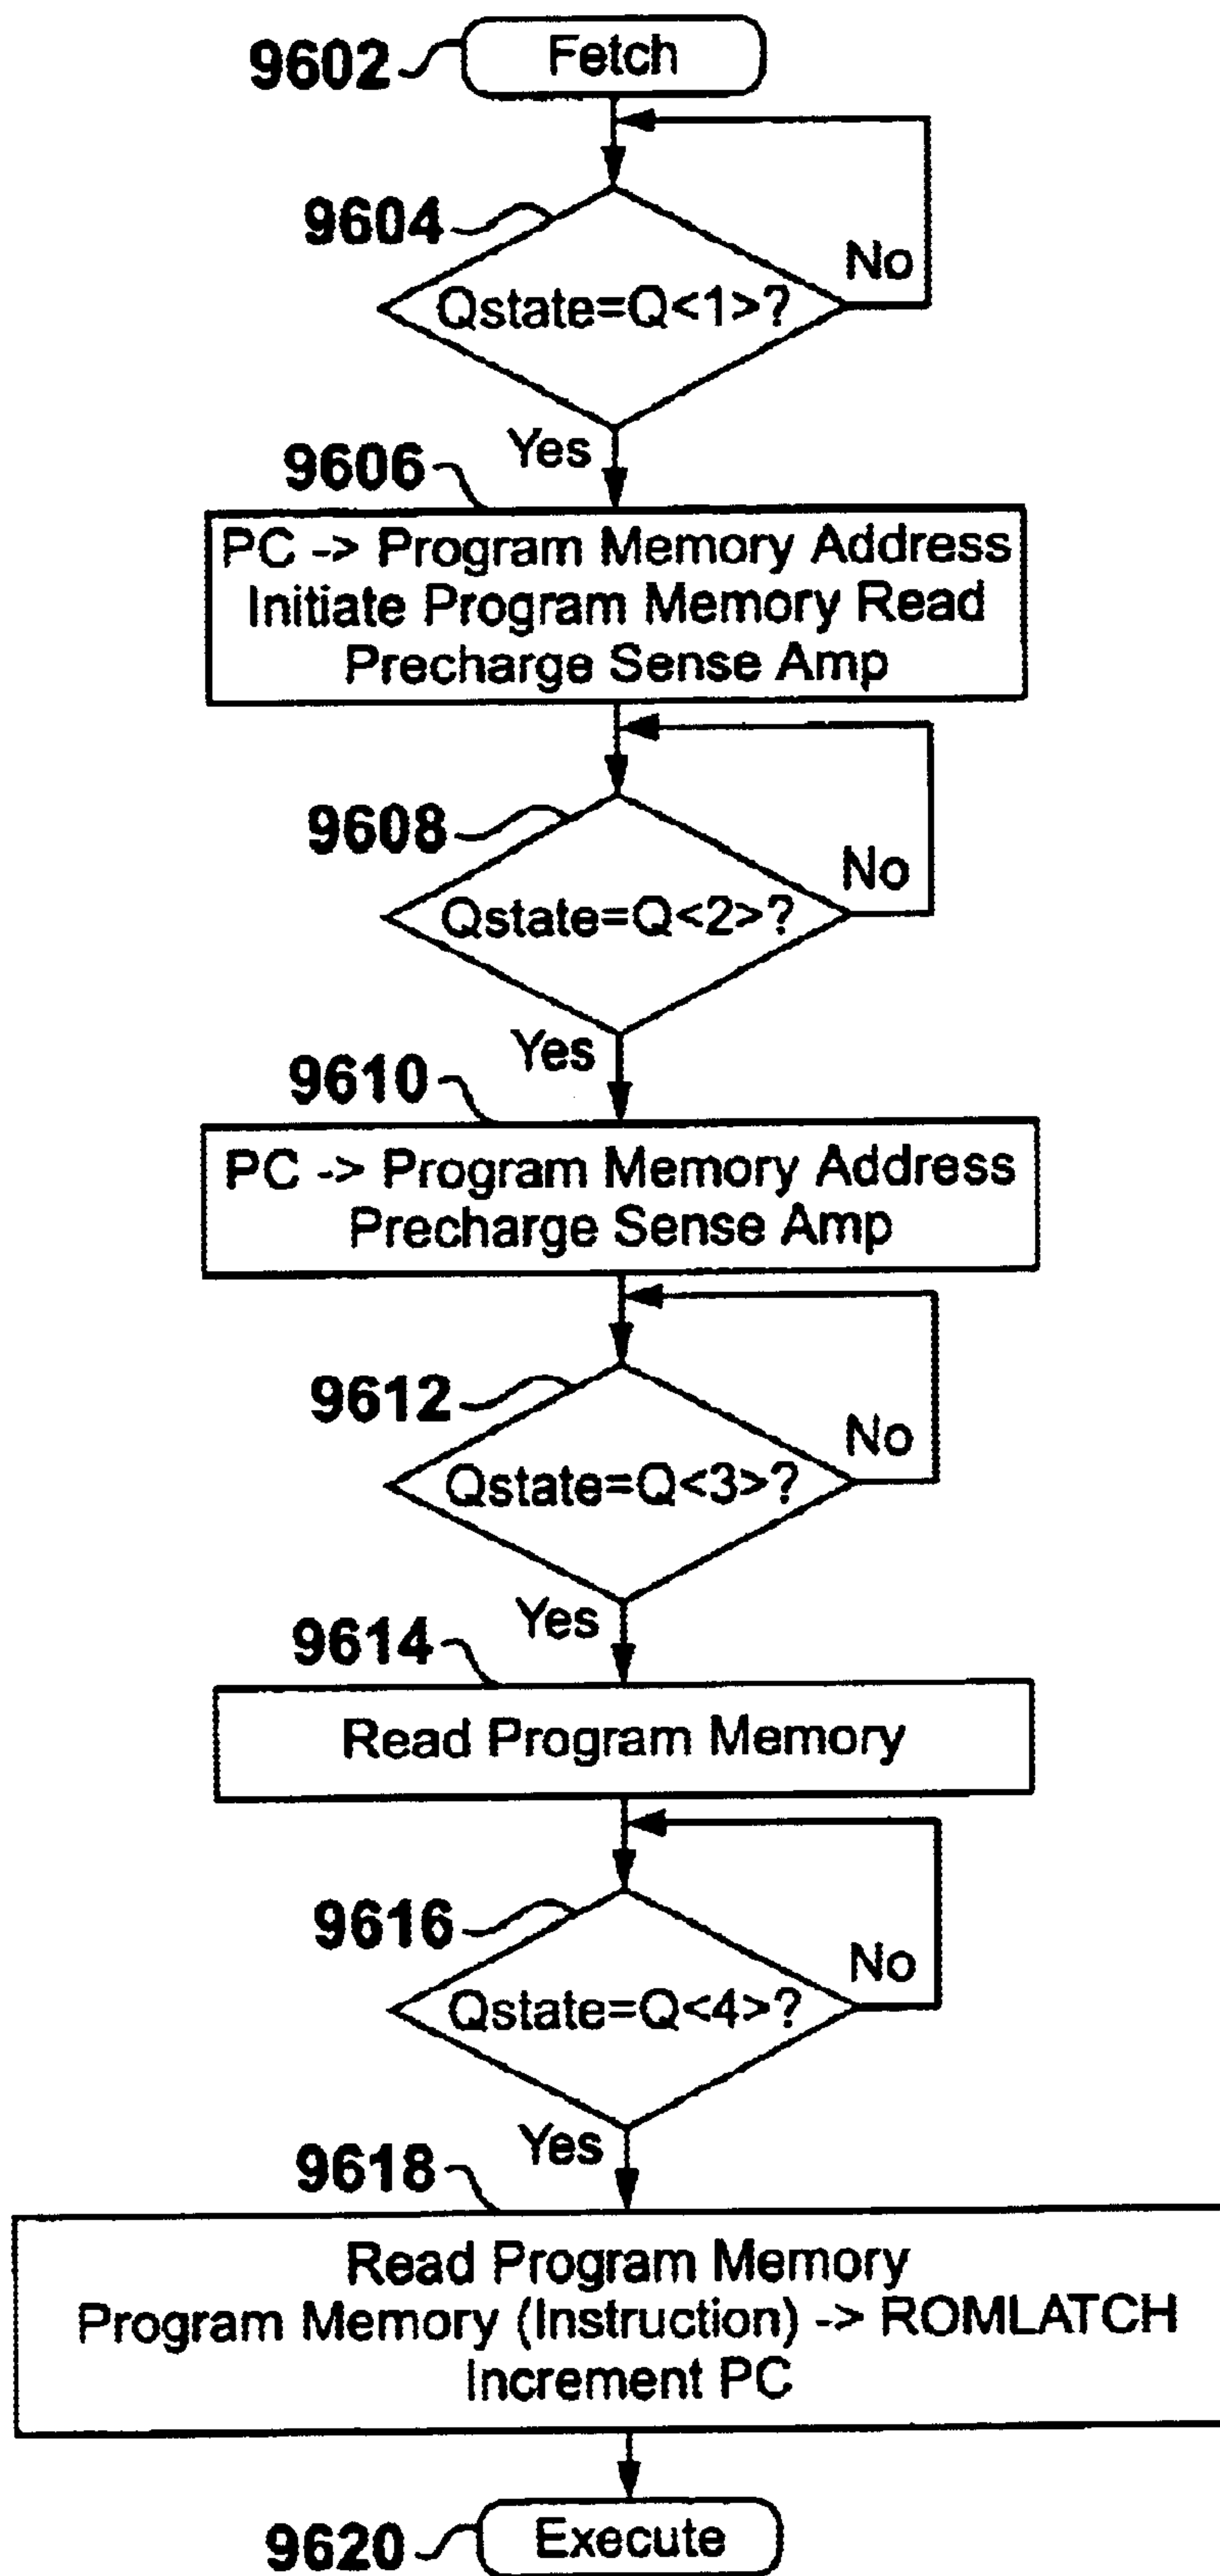 9602
Fetch
9604
No
Qstate=Q<1>?
Yes
9606
PC -> Program Memory Address
Initiate Program Memory Read
Precharge Sense Amp
9608
No
Qstate=Q<2>?
Yes
9610
PC -> Program Memory Address
Precharge Sense Amp
9612
No
Qstate=Q<3>?
Yes
9614
Read Program Memory
9616
No
Qstate=Q<4>?
Yes
9618
Read Program Memory
Program Memory (Instruction) -> ROMLATCH
Increment PC
9620
Execute